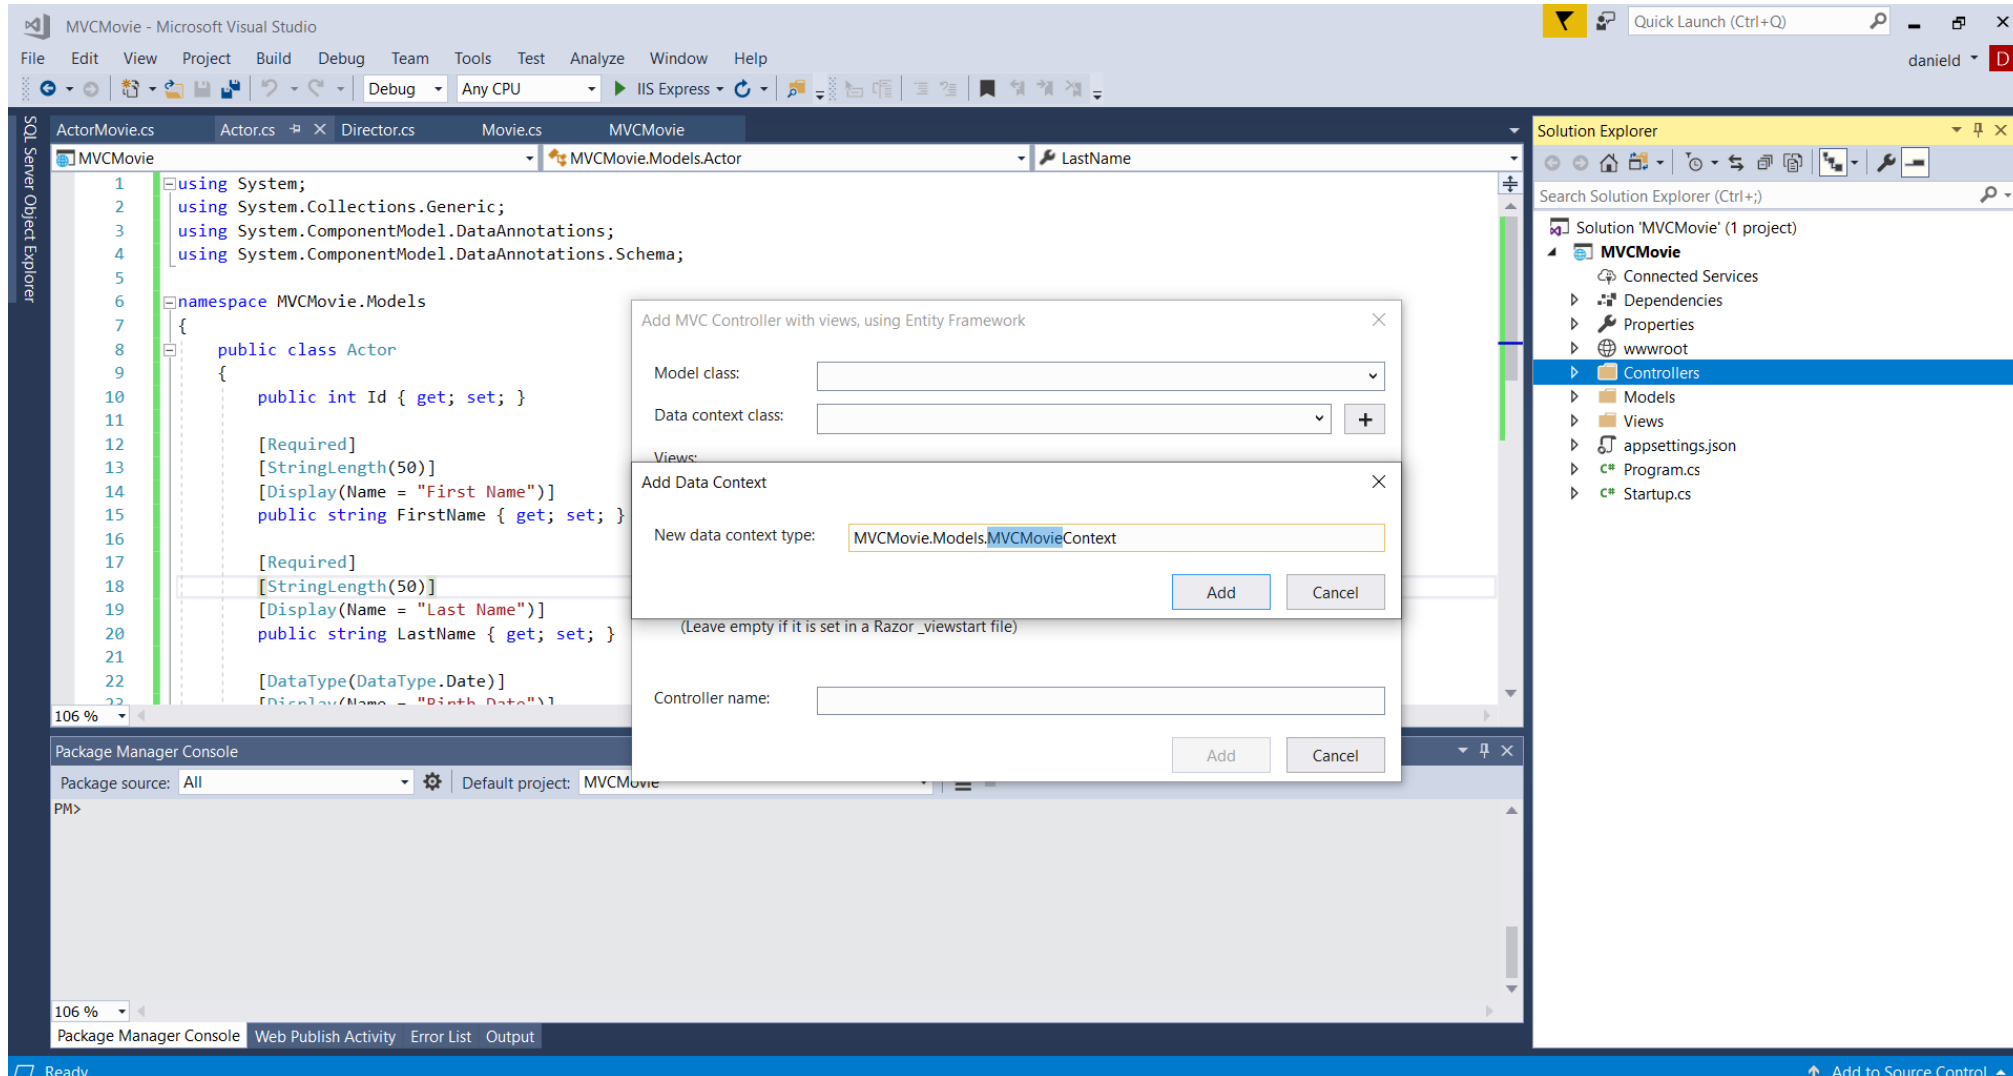 MVCMovie - Microsoft Visual Studio
Quick Launch (Ctrl+Q)
File Edit View Project Build Debug Team Tools Test Analyze Window Help
danield D
Debug Any CPU IIS Express
SQL Server Object Explorer
ActorMovie.cs Actor.cs Director.cs Movie.cs MVCMovie
MVCMovie MVCMovie.Models.Actor LastName
1 using System;
2 using System.Collections.Generic;
3 using System.ComponentModel.DataAnnotations;
4 using System.ComponentModel.DataAnnotations.Schema;
5
6 namespace MVCMovie.Models
7 {
8 public class Actor
9 {
10 public int Id { get; set; }
11
12 [Required]
13 [StringLength(50)]
14 [Display(Name = "First Name")]
15 public string FirstName { get; set; }
16
17 [Required]
18 [StringLength(50)]
19 [Display(Name = "Last Name")]
20 public string LastName { get; set; }
21
22 [DataType(DataType.Date)]
23 [Display(Name = "Birth Date")]
106 %
Add MVC Controller with views, using Entity Framework
Model class:
Data context class:
Views:
Add Data Context
New data context type: MVCMovie.Models.MVCMovieContext
Add Cancel
(Leave empty if it is set in a Razor _viewstart file)
Controller name:
Add Cancel
Package Manager Console
Package source: All Default project: MVCMovie
PM>
106 %
Package Manager Console Web Publish Activity Error List Output
Solution Explorer
Search Solution Explorer (Ctrl+;)
Solution 'MVCMovie' (1 project)
MVCMovie
Connected Services
Dependencies
Properties
wwwroot
Controllers
Models
Views
appsettings.json
C# Program.cs
C# Startup.cs
Ready
Add to Source Control